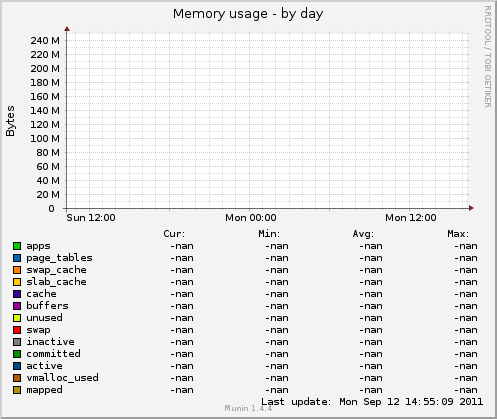 Memory usage - by day
RRDTOOL / TOBI OETIKER
Bytes
240 M
220 M
200 M
180 M
160 M
140 M
120 M
100 M
80 M
60 M
40 M
20 M
0
Sun 12:00 Mon 00:00 Mon 12:00
Cur: Min: Avg: Max:
apps -nan -nan -nan -nan
page_tables -nan -nan -nan -nan
swap_cache -nan -nan -nan -nan
slab_cache -nan -nan -nan -nan
cache -nan -nan -nan -nan
buffers -nan -nan -nan -nan
unused -nan -nan -nan -nan
swap -nan -nan -nan -nan
inactive -nan -nan -nan -nan
committed -nan -nan -nan -nan
active -nan -nan -nan -nan
vmalloc_used -nan -nan -nan -nan
mapped -nan -nan -nan -nan
Last update: Mon Sep 12 14:55:09 2011
Munin 1.4.4